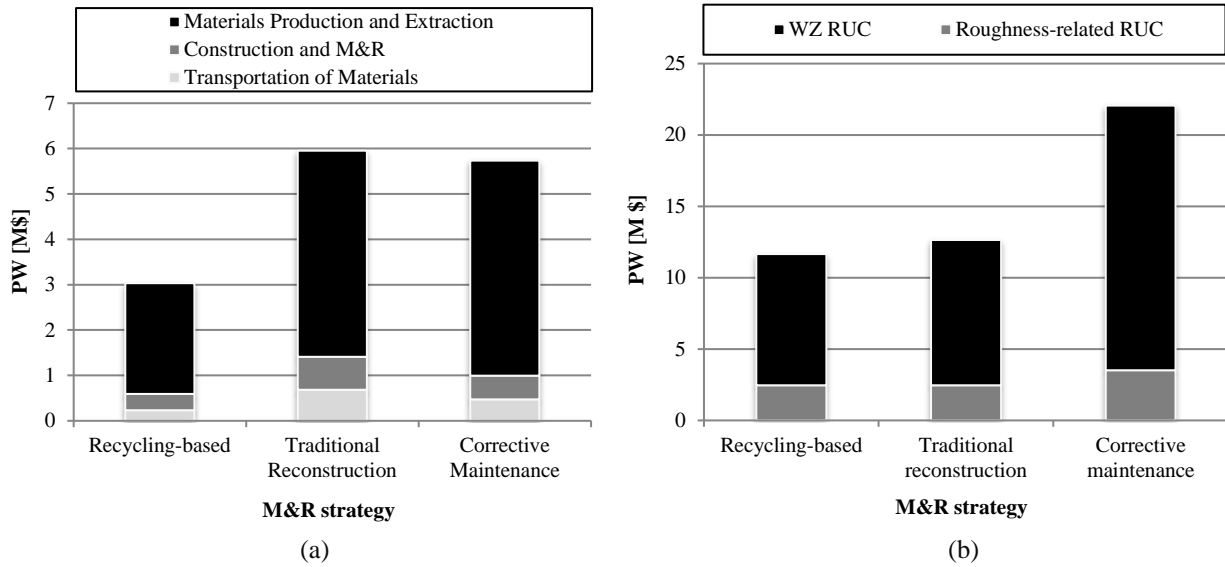 Materials Production and Extraction
Construction and M&R
Transportation of Materials
7
6
5
4
3
2
1
0
PW [M$]
Recycling-based
Traditional
Reconstruction
Corrective
Maintenance
M&R strategy
(a)
WZ RUC
Roughness-related RUC
25
20
15
10
5
0
PW [M $]
Recycling-based
Traditional
reconstruction
Corrective
maintenance
M&R strategy
(b)